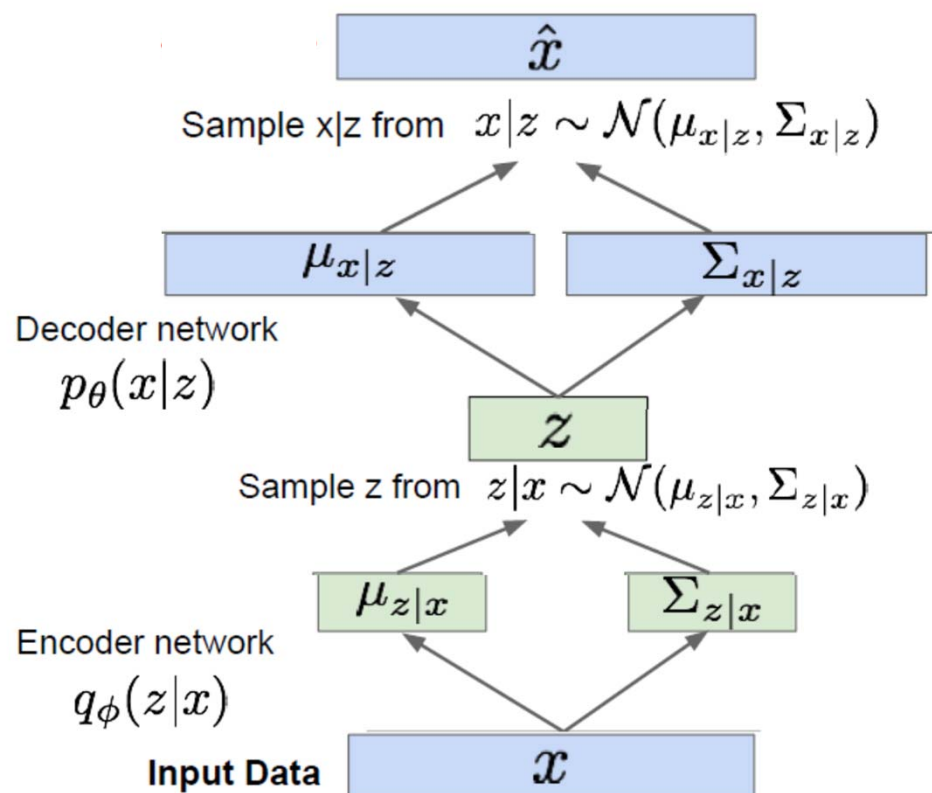 x̂
Sample x|z from x|z ∼ 𝒩(μ_{x|z}, Σ_{x|z})
μ_{x|z} Σ_{x|z}
Decoder network
p_θ(x|z)
z
Sample z from z|x ∼ 𝒩(μ_{z|x}, Σ_{z|x})
μ_{z|x} Σ_{z|x}
Encoder network
q_ϕ(z|x)
Input Data x